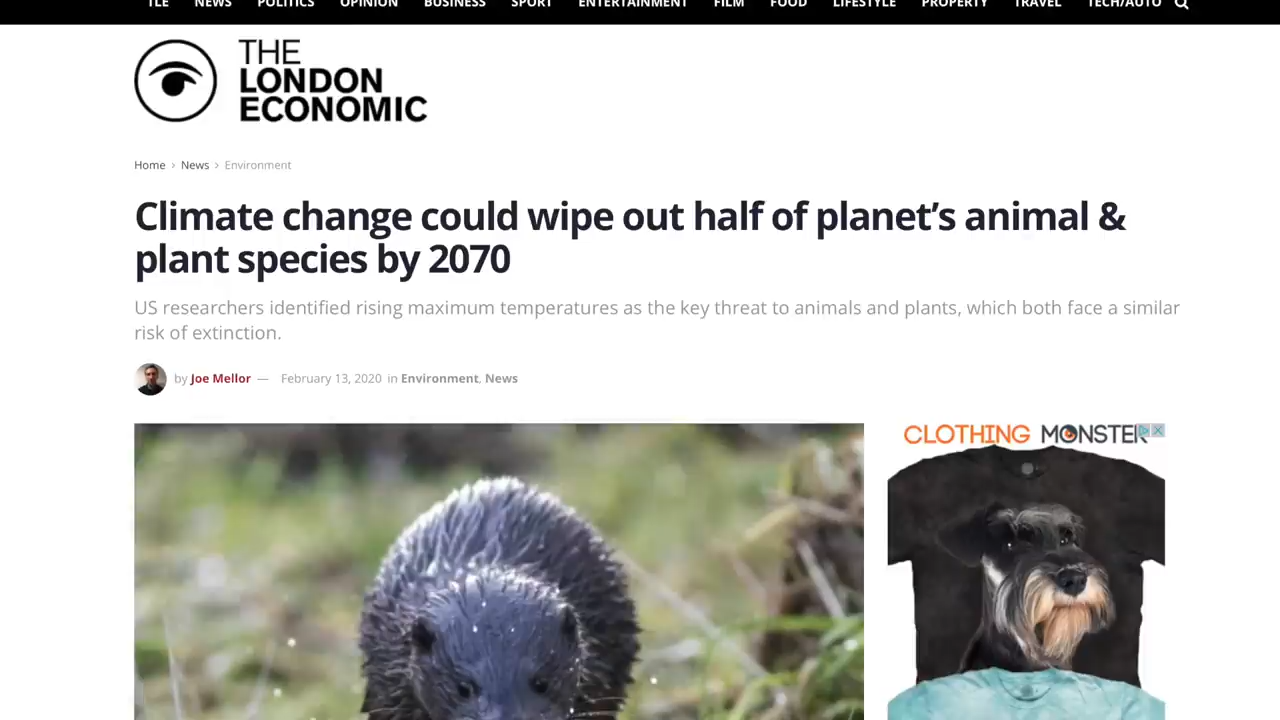 TLE NEWS POLITICS OPINION BUSINESS SPORT ENTERTAINMENT FILM FOOD LIFESTYLE PROPERTY TRAVEL TECH/AUTO
THE
LONDON
ECONOMIC
Home > News > Environment
Climate change could wipe out half of planet’s animal &
plant species by 2070
US researchers identified rising maximum temperatures as the key threat to animals and plants, which both face a similar
risk of extinction.
by Joe Mellor — February 13, 2020 in Environment, News
CLOTHING MONSTER